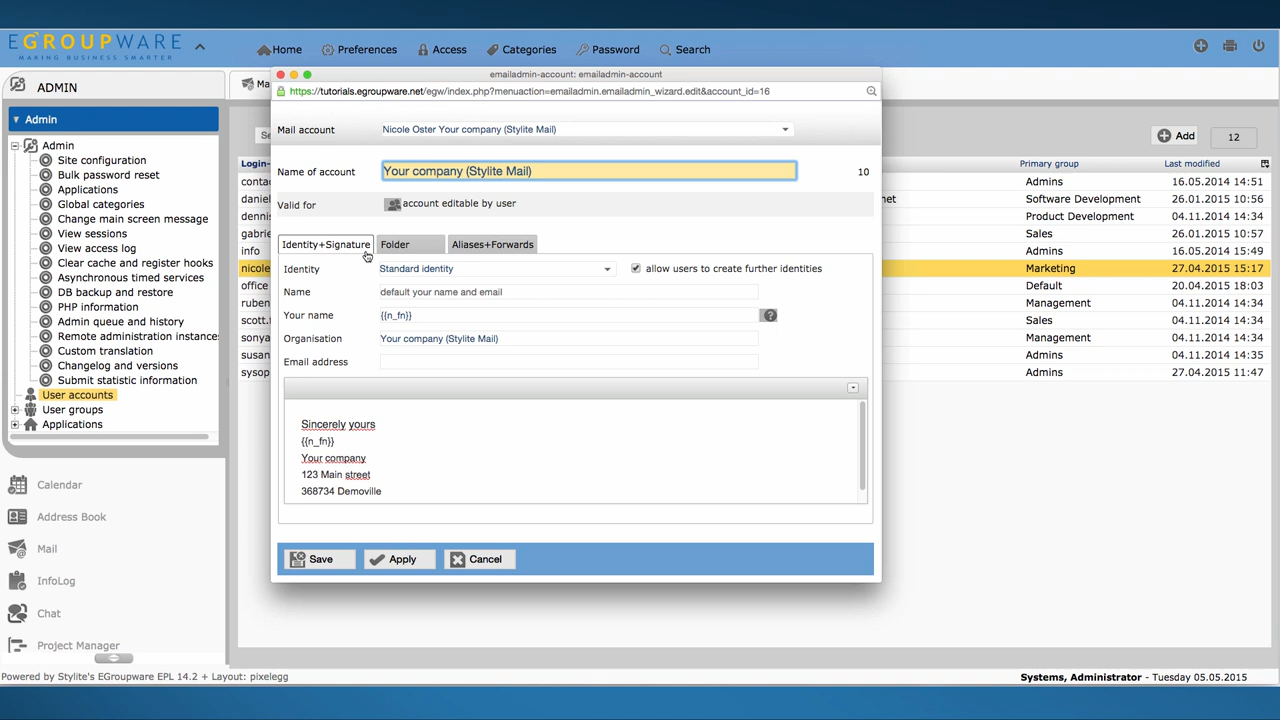 EGROUPWARE
MAKING BUSINESS SMARTER
Home Preferences Access Categories Password Search
ADMIN
Ma
Admin
Admin
Site configuration
Bulk password reset
Applications
Global categories
Change main screen message
View sessions
View access log
Clear cache and register hooks
Asynchronous timed services
DB backup and restore
PHP information
Admin queue and history
Remote administration instances
Custom translation
Changelog and versions
Submit statistic information
User accounts
User groups
Applications
Calendar
Address Book
Mail
InfoLog
Chat
Project Manager
Se
Add 12
Login- Primary group Last modified
conta Admins 16.05.2014 14:51
daniel net Software Development 26.01.2015 10:56
dennis Product Development 04.11.2014 14:34
gabrie Sales 26.01.2015 10:57
info Admins 16.05.2014 15:49
nicole Marketing 27.04.2015 15:17
office Default 20.04.2015 18:03
ruben Management 04.11.2014 14:34
scott. Sales 04.11.2014 14:34
sonya Management 04.11.2014 14:34
susan Admins 04.11.2014 14:35
sysop Admins 27.04.2015 11:47
emailadmin-account: emailadmin-account
https://tutorials.egroupware.net/egw/index.php?menuaction=emailadmin.emailadmin_wizard.edit&account_id=16
Mail account Nicole Oster Your company (Stylite Mail)
Name of account Your company (Stylite Mail) 10
Valid for account editable by user
Identity+Signature Folder Aliases+Forwards
Identity Standard identity allow users to create further identities
Name default your name and email
Your name {{n_fn}} ?
Organisation Your company (Stylite Mail)
Email address
Sincerely yours
{{n_fn}}
Your company
123 Main street
368734 Demoville
Save Apply Cancel
Powered by Stylite's EGroupware EPL 14.2 + Layout: pixelegg
Systems, Administrator - Tuesday 05.05.2015